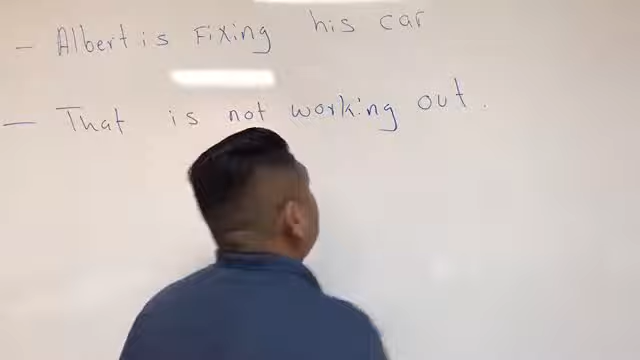 - Albert is Fixing his car
- That is not working out.